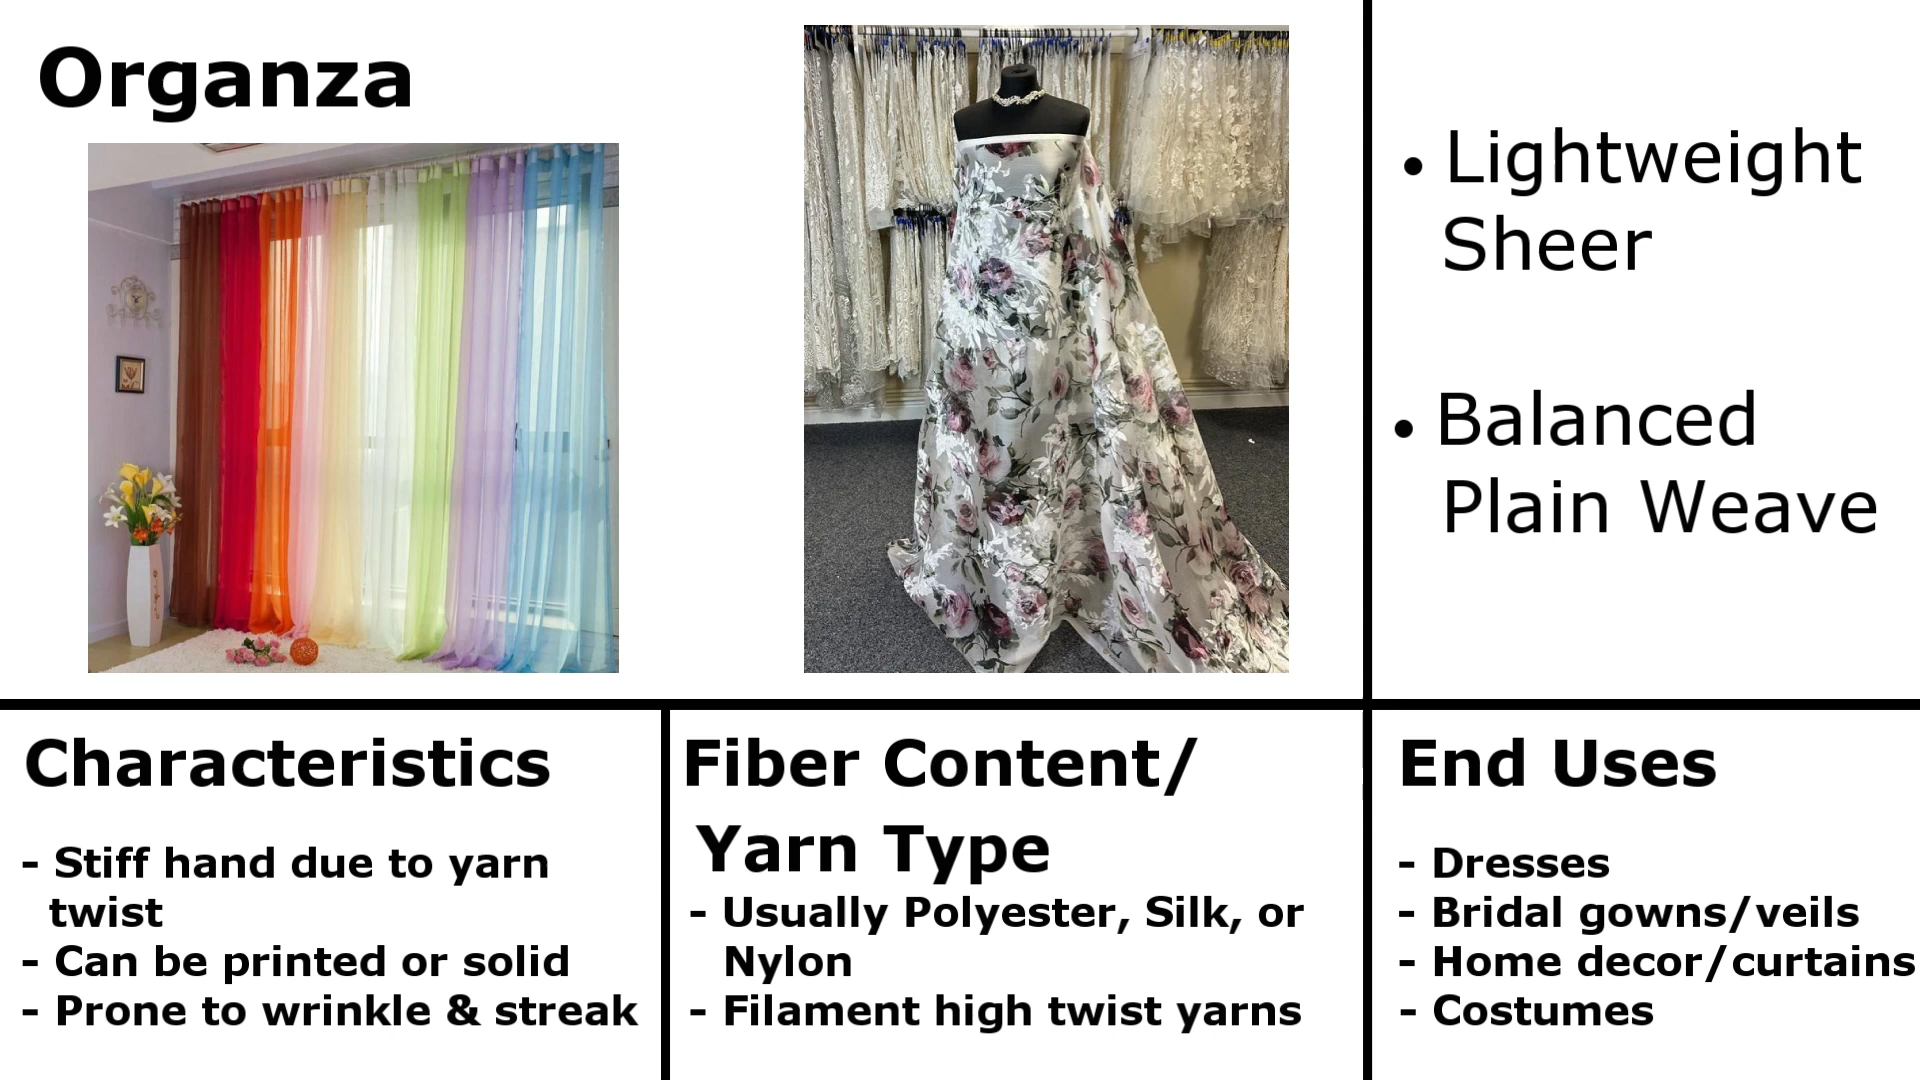 Organza
• Lightweight
Sheer
• Balanced
Plain Weave
Characteristics
- Stiff hand due to yarn
twist
- Can be printed or solid
- Prone to wrinkle & streak
Fiber Content/
Yarn Type
- Usually Polyester, Silk, or
Nylon
- Filament high twist yarns
End Uses
- Dresses
- Bridal gowns/veils
- Home decor/curtains
- Costumes